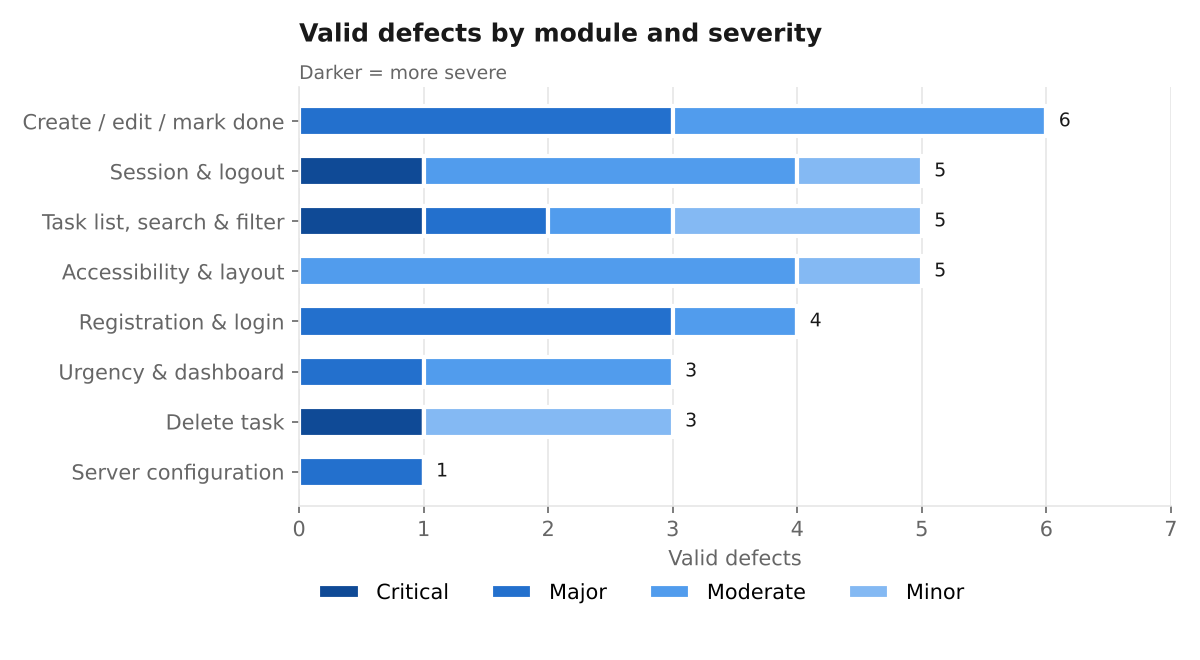 Valid defects by module and severity
Darker = more severe
Create / edit / mark done
6
Session & logout
5
Task list, search & filter
5
Accessibility & layout
5
Registration & login
4
Urgency & dashboard
3
Delete task
3
Server configuration
1
0 1 2 3 4 5 6 7
Valid defects
Critical Major Moderate Minor